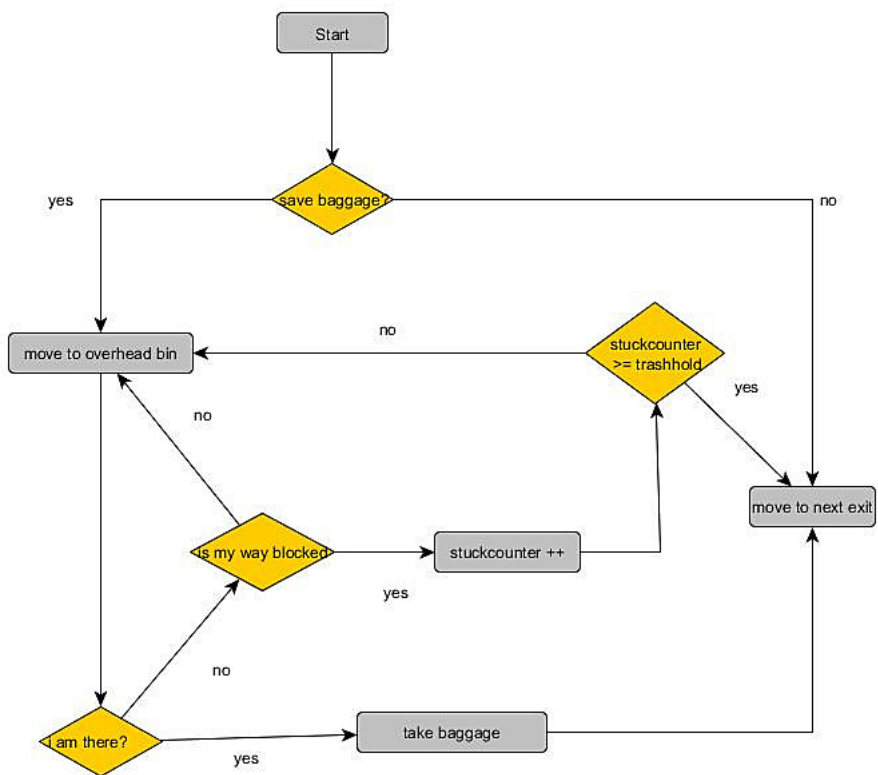 Start
save baggage?
yes
no
move to overhead bin
no
stuckcounter
>= trashhold
yes
no
move to next exit
is my way blocked
stuckcounter ++
yes
no
i am there?
yes
take baggage